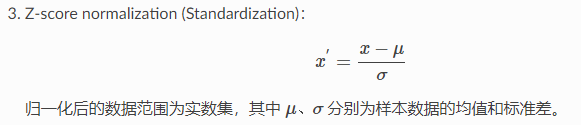 3. Z-score normalization (Standardization)：
x′ = (x − μ) / σ
归一化后的数据范围为实数集，其中 μ、σ 分别为样本数据的均值和标准差。